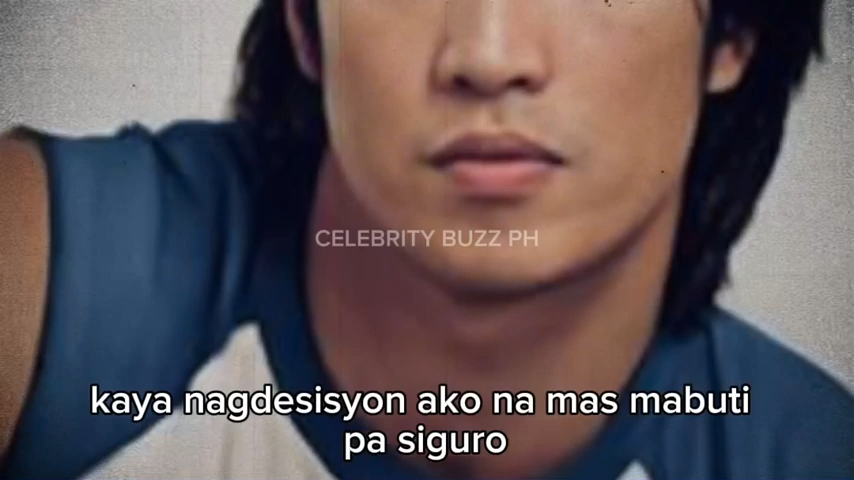 CELEBRITY BUZZ PH
kaya nagdesisyon ako na mas mabuti
pa siguro